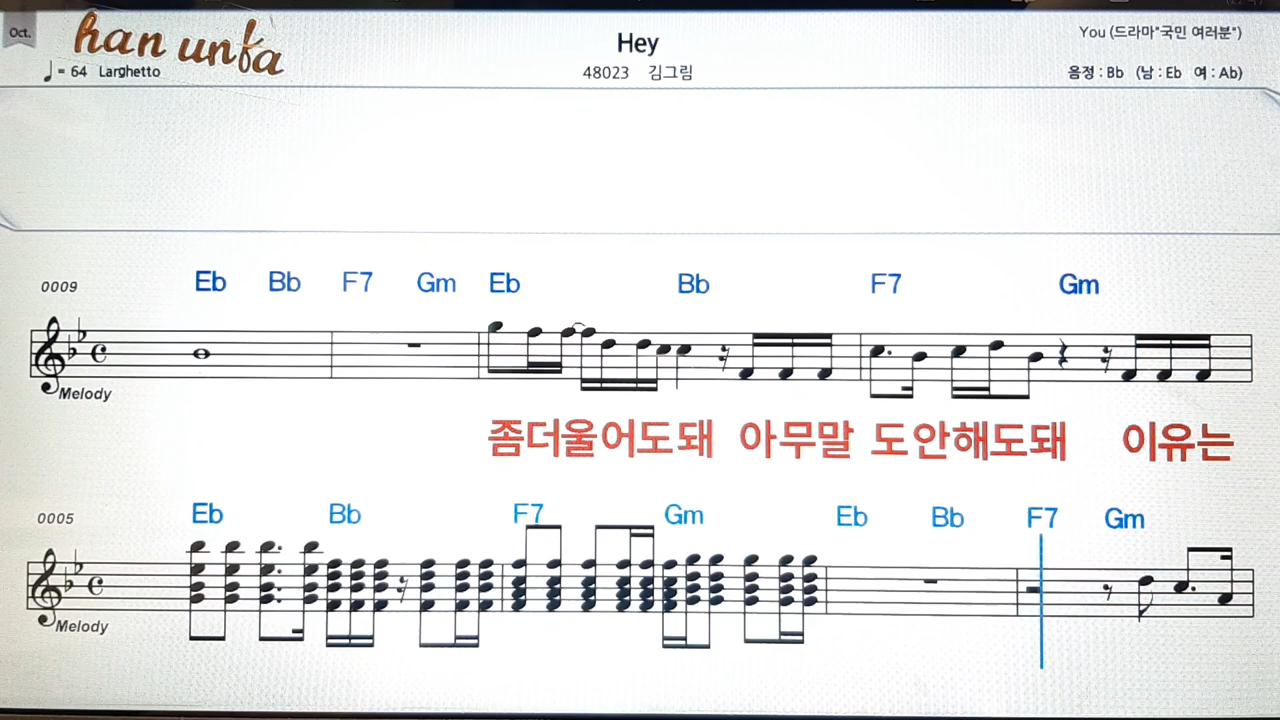 Oct.
han unfa
Hey
You (드라마"국민 여러분")
♩= 64 Larghetto
48023 김그림
음정 : Bb (남 : Eb 여 : Ab)
0009 Eb Bb F7 Gm Eb Bb F7 Gm
Melody
좀더울어도돼 아무말 도안해도돼 이유는
0005 Eb Bb F7 Gm Eb Bb F7 Gm
Melody